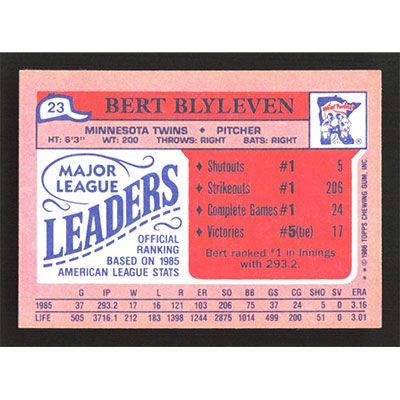 23 BERT BLYLEVEN
MINNESOTA TWINS ♦ PITCHER
HT: 6'3" WT: 200 THROWS: RIGHT BATS: RIGHT
MAJOR
LEAGUE
LEADERS
OFFICIAL
RANKING
BASED ON 1985
AMERICAN LEAGUE STATS
♦ Shutouts #1 5
♦ Strikeouts #1 206
♦ Complete Games #1 24
♦ Victories #5(tie) 17
Bert ranked #1 in Innings
with 293.2.
★ ★ © 1986 TOPPS CHEWING GUM, INC.
G IP W L R ER SO BB GS CG SHO SV ERA
1985 37 293.2 17 16 121 103 206 75 37 24 5 0 3.16
LIFE 505 3716.1 212 183 1398 1244 2875 1002 498 183 51 0 3.01